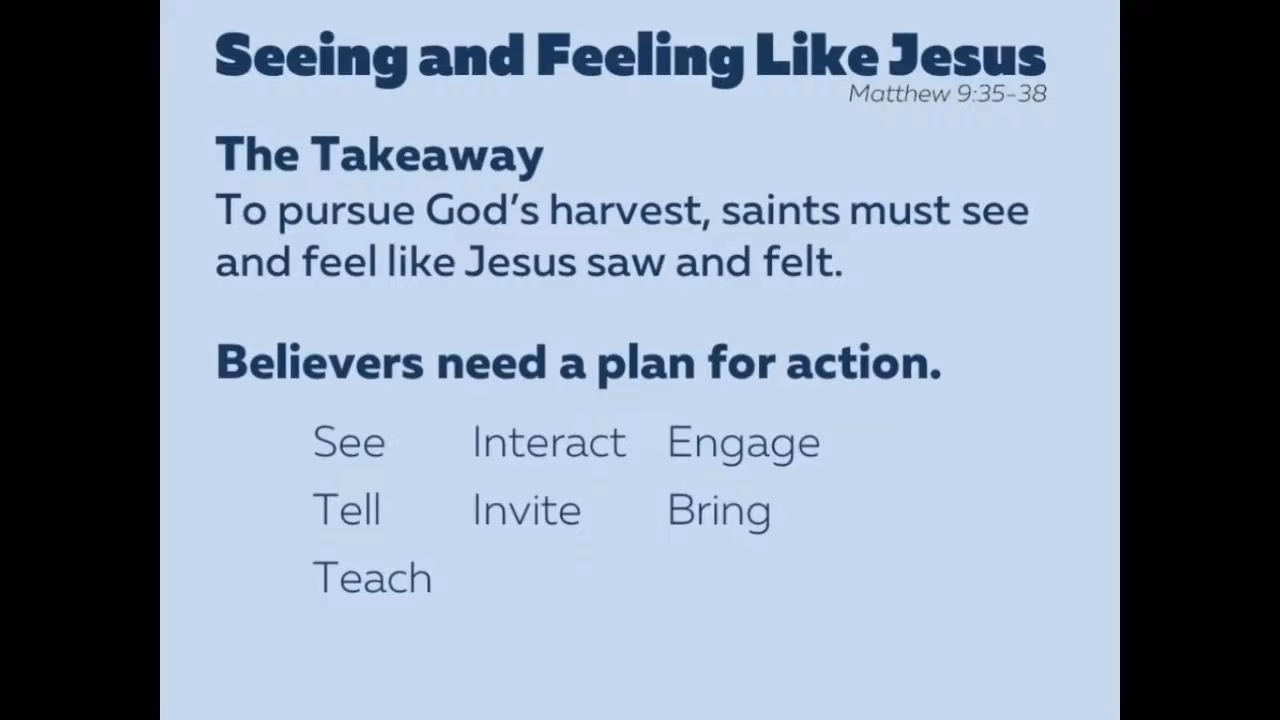 Seeing and Feeling Like Jesus
Matthew 9:35-38
The Takeaway
To pursue God's harvest, saints must see
and feel like Jesus saw and felt.
Believers need a plan for action.
See Interact Engage
Tell Invite Bring
Teach